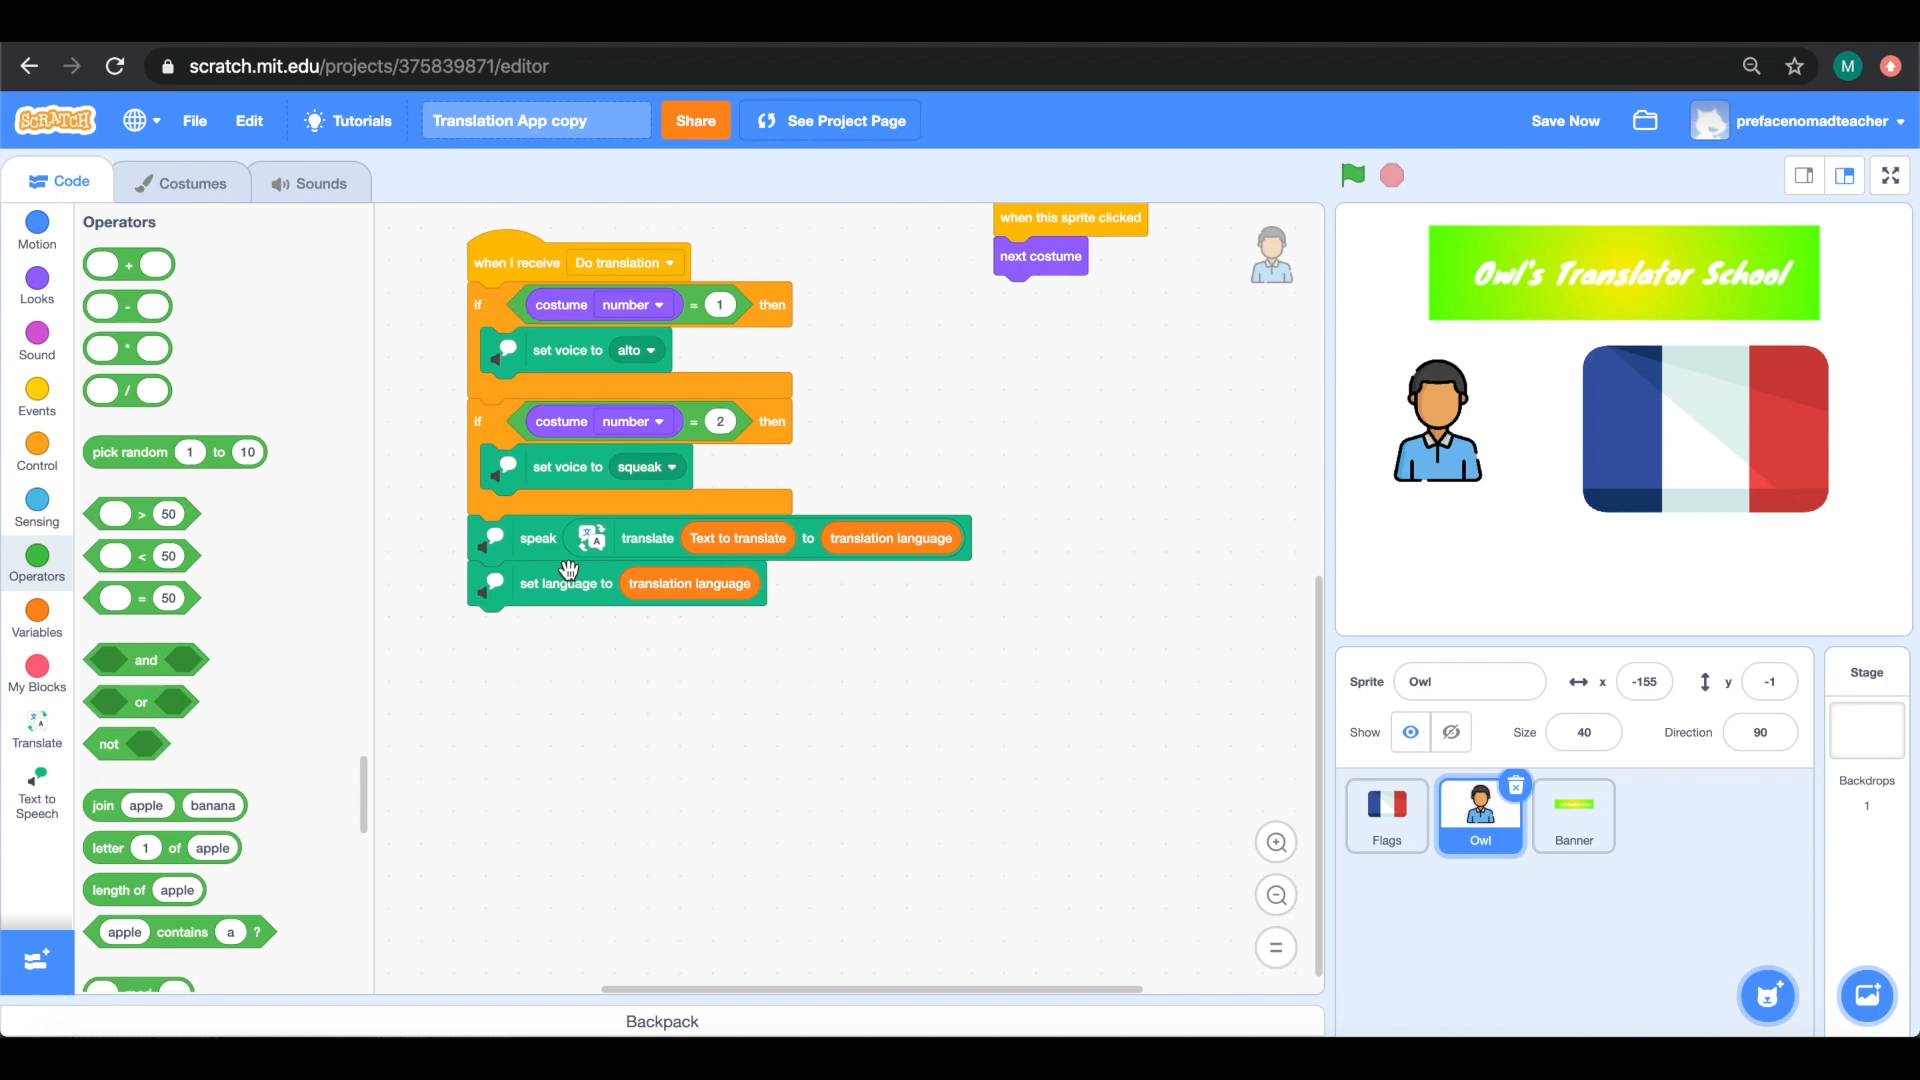 scratch.mit.edu/projects/375839871/editor
M
SCRATCH
File
Edit
Tutorials
Translation App copy
Share
See Project Page
Save Now
prefacenomadteacher
Code
Costumes
Sounds
Motion
Looks
Sound
Events
Control
Sensing
Operators
Variables
My Blocks
Translate
Text to
Speech
Operators
+
-
*
/
pick random 1 to 10
> 50
< 50
= 50
and
or
not
join apple banana
letter 1 of apple
length of apple
apple contains a ?
when I receive Do translation
if costume number = 1 then
set voice to alto
if costume number = 2 then
set voice to squeak
speak translate Text to translate to translation language
set language to translation language
when this sprite clicked
next costume
Owl's Translator School
Sprite Owl x -155 y -1
Show Size 40 Direction 90
Flags
Owl
Banner
Stage
Backdrops
1
Backpack